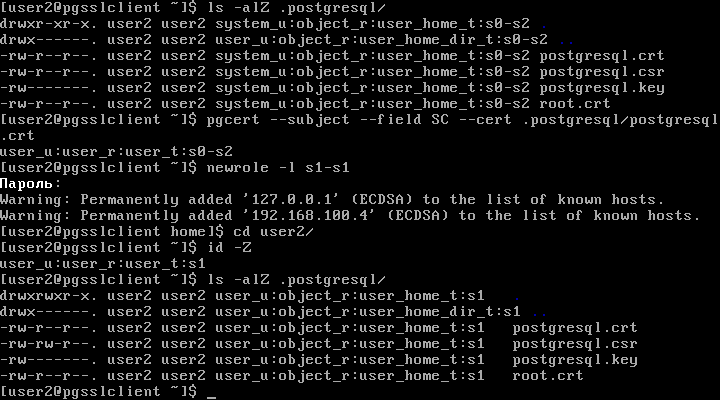 [user2@pgsslclient ~]$ ls -alZ .postgresql/
drwxr-xr-x. user2 user2 system_u:object_r:user_home_t:s0-s2 .
drwx------. user2 user2 user_u:object_r:user_home_dir_t:s0-s2 ..
-rw-r--r--. user2 user2 system_u:object_r:user_home_t:s0-s2 postgresql.crt
-rw-r--r--. user2 user2 system_u:object_r:user_home_t:s0-s2 postgresql.csr
-rw-------. user2 user2 system_u:object_r:user_home_t:s0-s2 postgresql.key
-rw-r--r--. user2 user2 system_u:object_r:user_home_t:s0-s2 root.crt
[user2@pgsslclient ~]$ pgcert --subject --field SC --cert .postgresql/postgresql
.crt
user_u:user_r:user_t:s0-s2
[user2@pgsslclient ~]$ newrole -l s1-s1
Пароль:
Warning: Permanently added '127.0.0.1' (ECDSA) to the list of known hosts.
Warning: Permanently added '192.168.100.4' (ECDSA) to the list of known hosts.
[user2@pgsslclient home]$ cd user2/
[user2@pgsslclient ~]$ id -Z
user_u:user_r:user_t:s1
[user2@pgsslclient ~]$ ls -alZ .postgresql/
drwxrwxr-x. user2 user2 user_u:object_r:user_home_t:s1   .
drwx------. user2 user2 user_u:object_r:user_home_dir_t:s1 ..
-rw-r--r--. user2 user2 user_u:object_r:user_home_t:s1   postgresql.crt
-rw-rw-r--. user2 user2 user_u:object_r:user_home_t:s1   postgresql.csr
-rw-------. user2 user2 user_u:object_r:user_home_t:s1   postgresql.key
-rw-r--r--. user2 user2 user_u:object_r:user_home_t:s1   root.crt
[user2@pgsslclient ~]$ _